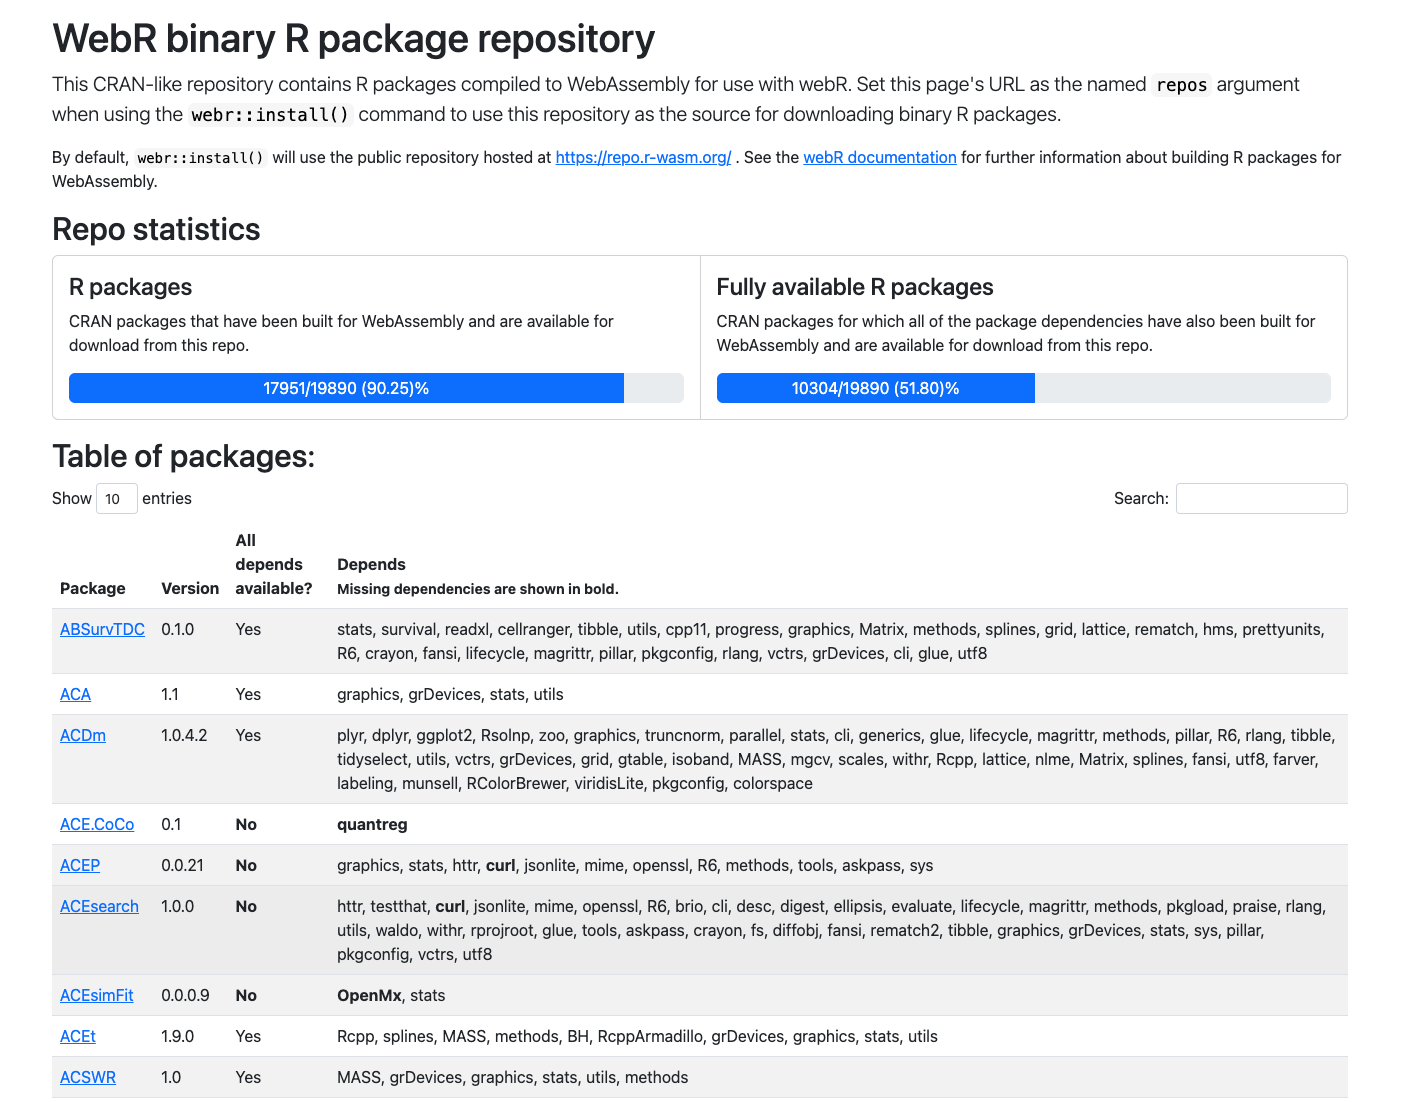 WebR binary R package repository
This CRAN-like repository contains R packages compiled to WebAssembly for use with webR. Set this page's URL as the named repos argument
when using the webr::install() command to use this repository as the source for downloading binary R packages.
By default, webr::install() will use the public repository hosted at https://repo.r-wasm.org/ . See the webR documentation for further information about building R packages for
WebAssembly.
Repo statistics
R packages
CRAN packages that have been built for WebAssembly and are available for
download from this repo.
17951/19890 (90.25)%
Fully available R packages
CRAN packages for which all of the package dependencies have also been built for
WebAssembly and are available for download from this repo.
10304/19890 (51.80)%
Table of packages:
Show 10 entries
Search:
Package Version All depends available? Depends
Missing dependencies are shown in bold.
ABSurvTDC 0.1.0 Yes stats, survival, readxl, cellranger, tibble, utils, cpp11, progress, graphics, Matrix, methods, splines, grid, lattice, rematch, hms, prettyunits,
R6, crayon, fansi, lifecycle, magrittr, pillar, pkgconfig, rlang, vctrs, grDevices, cli, glue, utf8
ACA 1.1 Yes graphics, grDevices, stats, utils
ACDm 1.0.4.2 Yes plyr, dplyr, ggplot2, Rsolnp, zoo, graphics, truncnorm, parallel, stats, cli, generics, glue, lifecycle, magrittr, methods, pillar, R6, rlang, tibble,
tidyselect, utils, vctrs, grDevices, grid, gtable, isoband, MASS, mgcv, scales, withr, Rcpp, lattice, nlme, Matrix, splines, fansi, utf8, farver,
labeling, munsell, RColorBrewer, viridisLite, pkgconfig, colorspace
ACE.CoCo 0.1 No quantreg
ACEP 0.0.21 No graphics, stats, httr, curl, jsonlite, mime, openssl, R6, methods, tools, askpass, sys
ACEsearch 1.0.0 No httr, testthat, curl, jsonlite, mime, openssl, R6, brio, cli, desc, digest, ellipsis, evaluate, lifecycle, magrittr, methods, pkgload, praise, rlang,
utils, waldo, withr, rprojroot, glue, tools, askpass, crayon, fs, diffobj, fansi, rematch2, tibble, graphics, grDevices, stats, sys, pillar,
pkgconfig, vctrs, utf8
ACEsimFit 0.0.0.9 No OpenMx, stats
ACEt 1.9.0 Yes Rcpp, splines, MASS, methods, BH, RcppArmadillo, grDevices, graphics, stats, utils
ACSWR 1.0 Yes MASS, grDevices, graphics, stats, utils, methods